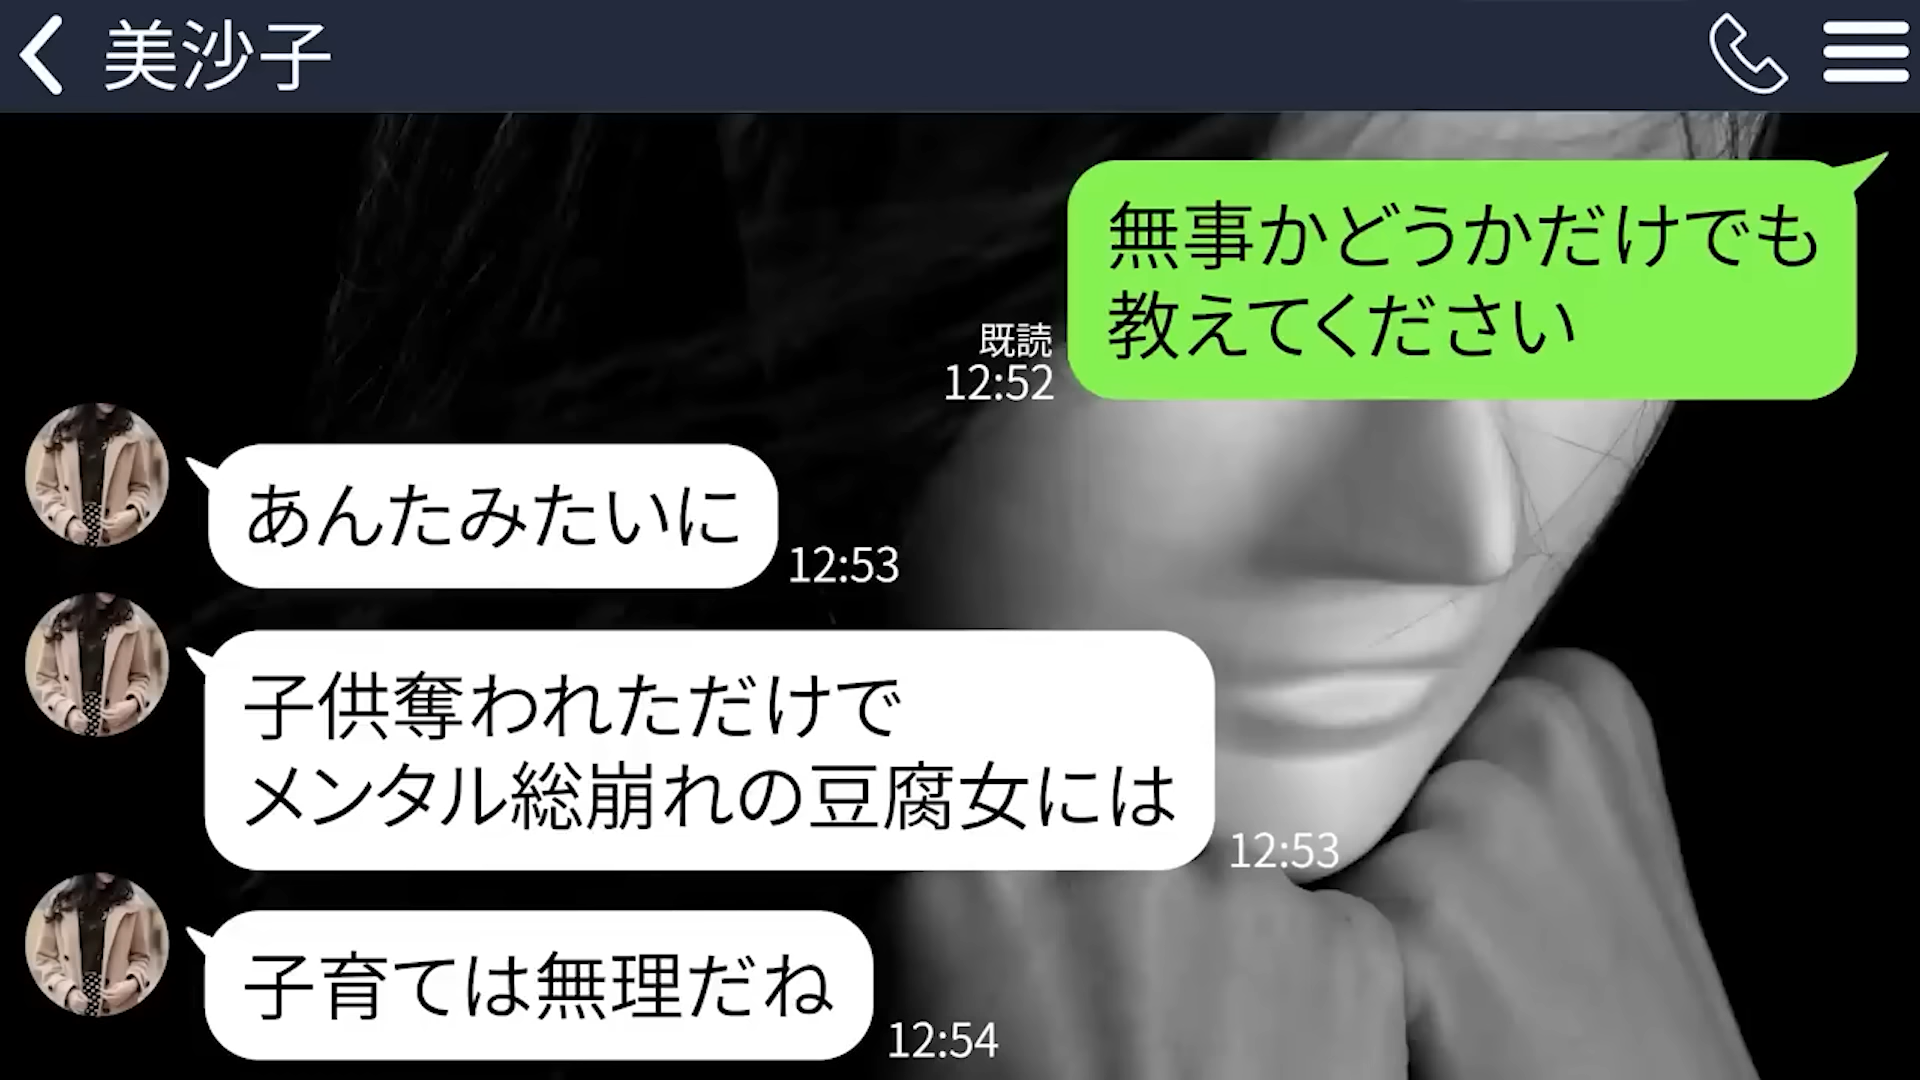 美沙子
無事かどうかだけでも
教えてください
既読
12:52
あんたみたいに
12:53
子供奪われただけで
メンタル総崩れの豆腐女には
12:53
子育ては無理だね
12:54